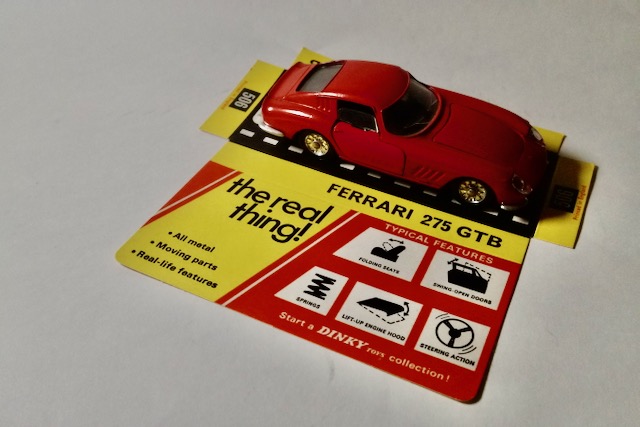 506
FERRARI 275 GTB
the real
thing!
• All metal
• Moving parts
• Real-life features
TYPICAL FEATURES
FOLDING SEATS
SWING OPEN DOORS
SPRINGS
LIFT-UP ENGINE HOOD
STEERING ACTION
Start a DINKY TOYS collection!